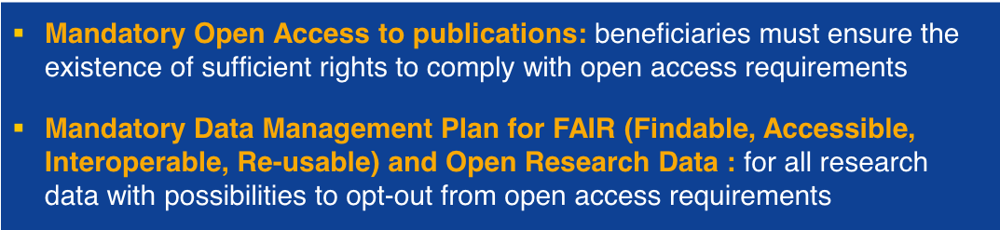 ▪ Mandatory Open Access to publications: beneficiaries must ensure the
existence of sufficient rights to comply with open access requirements
▪ Mandatory Data Management Plan for FAIR (Findable, Accessible,
Interoperable, Re-usable) and Open Research Data : for all research
data with possibilities to opt-out from open access requirements